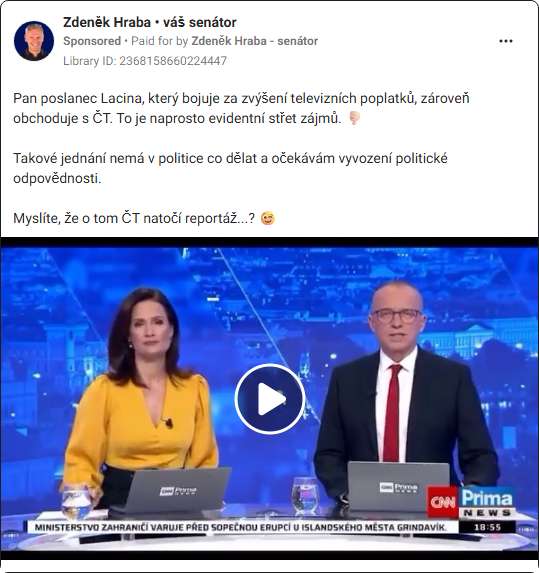 Zdeněk Hraba • váš senátor
Sponsored • Paid for by Zdeněk Hraba - senátor
Library ID: 2368158660224447
Pan poslanec Lacina, který bojuje za zvýšení televizních poplatků, zároveň
obchoduje s ČT. To je naprosto evidentní střet zájmů. 👎🏻
Takové jednání nemá v politice co dělat a očekávám vyvození politické
odpovědnosti.
Myslíte, že o tom ČT natočí reportáž...? 😅
CNN Prima
NEWS
CNN Prima
NEWS
CNN Prima
NEWS
MINISTERSTVO ZAHRANIČÍ VARUJE PŘED SOPEČNOU ERUPCÍ U ISLANDSKÉHO MĚSTA GRINDAVÍK.
18:55